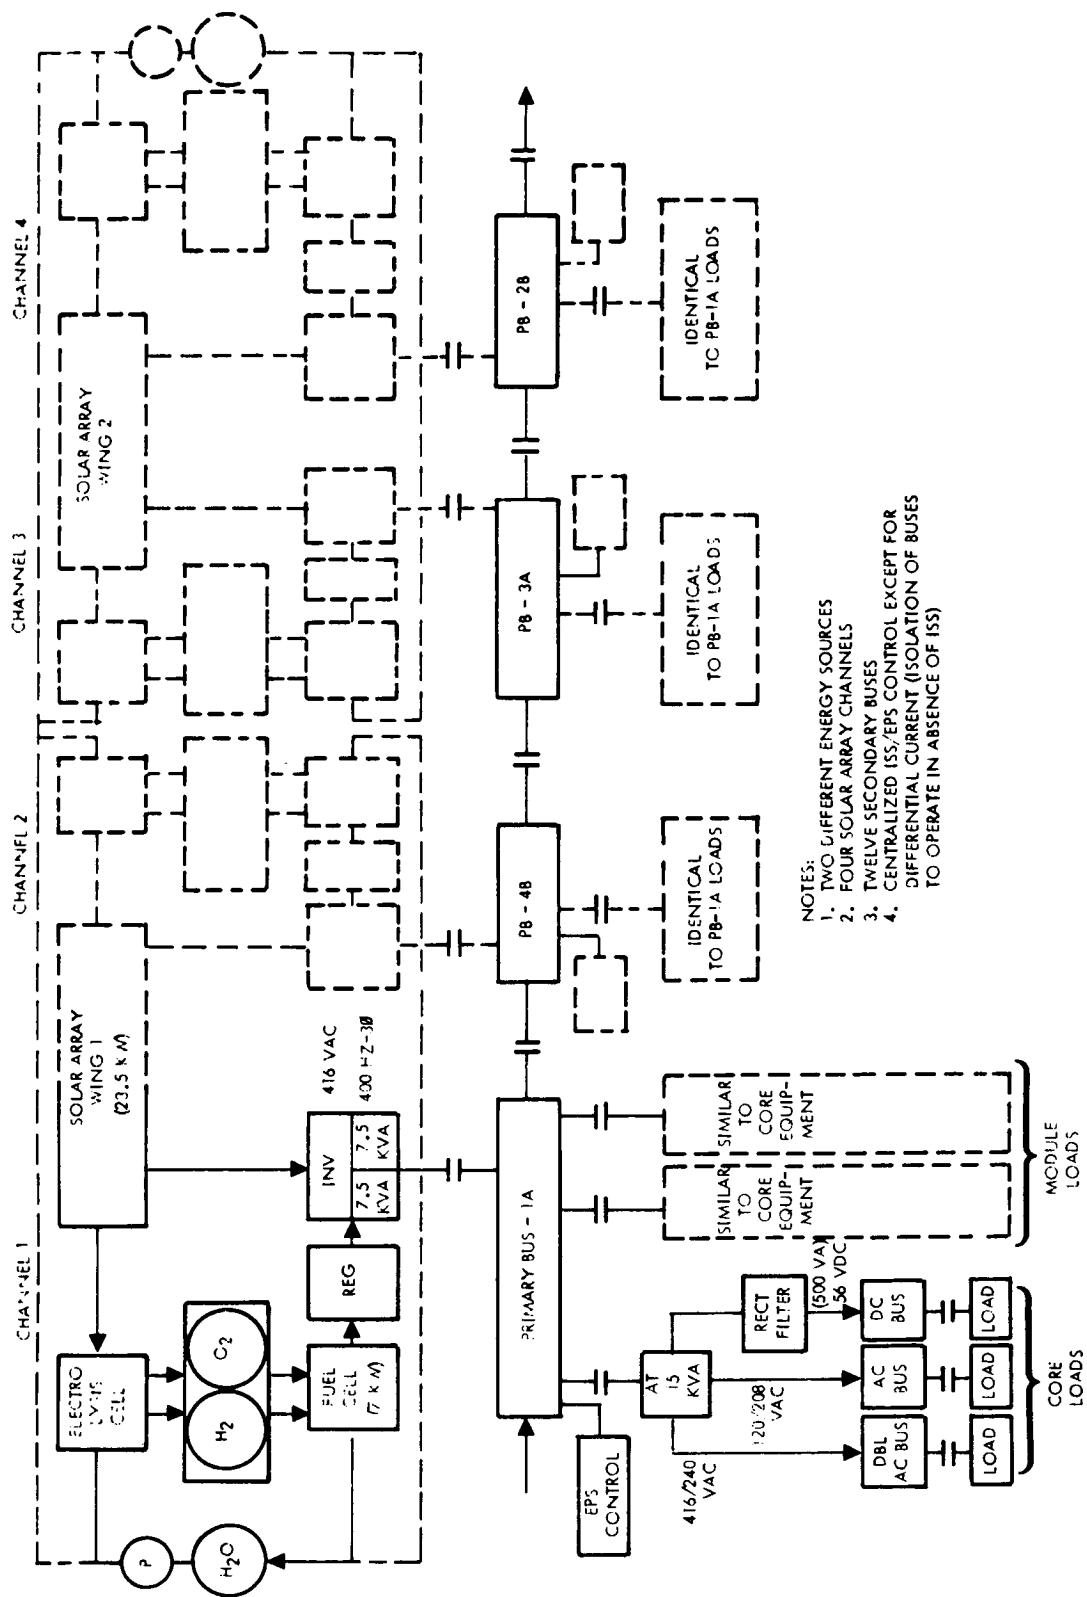 CHANNEL 1
CHANNEL 2
CHANNEL 3
CHANNEL 4
SOLAR ARRAY
WING 1
(23.5 KW)
SOLAR ARRAY
WING 2
ELECTRO
CELL
H2
O2
FUEL
CELL
(7 KW)
P
H2O
REG
INV
7.5
KVA
7.5
KVA
416 VAC
400 HZ-3Ø
PRIMARY BUS - 1A
PB - 4B
PB - 3A
PB - 2B
EPS
CONTROL
AT
15
KVA
RECT
FILTER
(500 VA)
56 VDC
416/240
VAC
120/208
VAC
DBL
AC BUS
AC
BUS
DC
BUS
LOAD
LOAD
LOAD
CORE
LOADS
SIMILAR
TO
CORE
EQUIP-
MENT
SIMILAR
TO
CORE
EQUIP-
MENT
MODULE
LOADS
IDENTICAL
TO PB-1A LOADS
IDENTICAL
TO PB-1A LOADS
IDENTICAL
TO PB-1A LOADS
NOTES:
1. TWO DIFFERENT ENERGY SOURCES
2. FOUR SOLAR ARRAY CHANNELS
3. TWELVE SECONDARY BUSES
4. CENTRALIZED ISS/EPS CONTROL EXCEPT FOR
DIFFERENTIAL CURRENT (ISOLATION OF BUSES
TO OPERATE IN ABSENCE OF ISS)